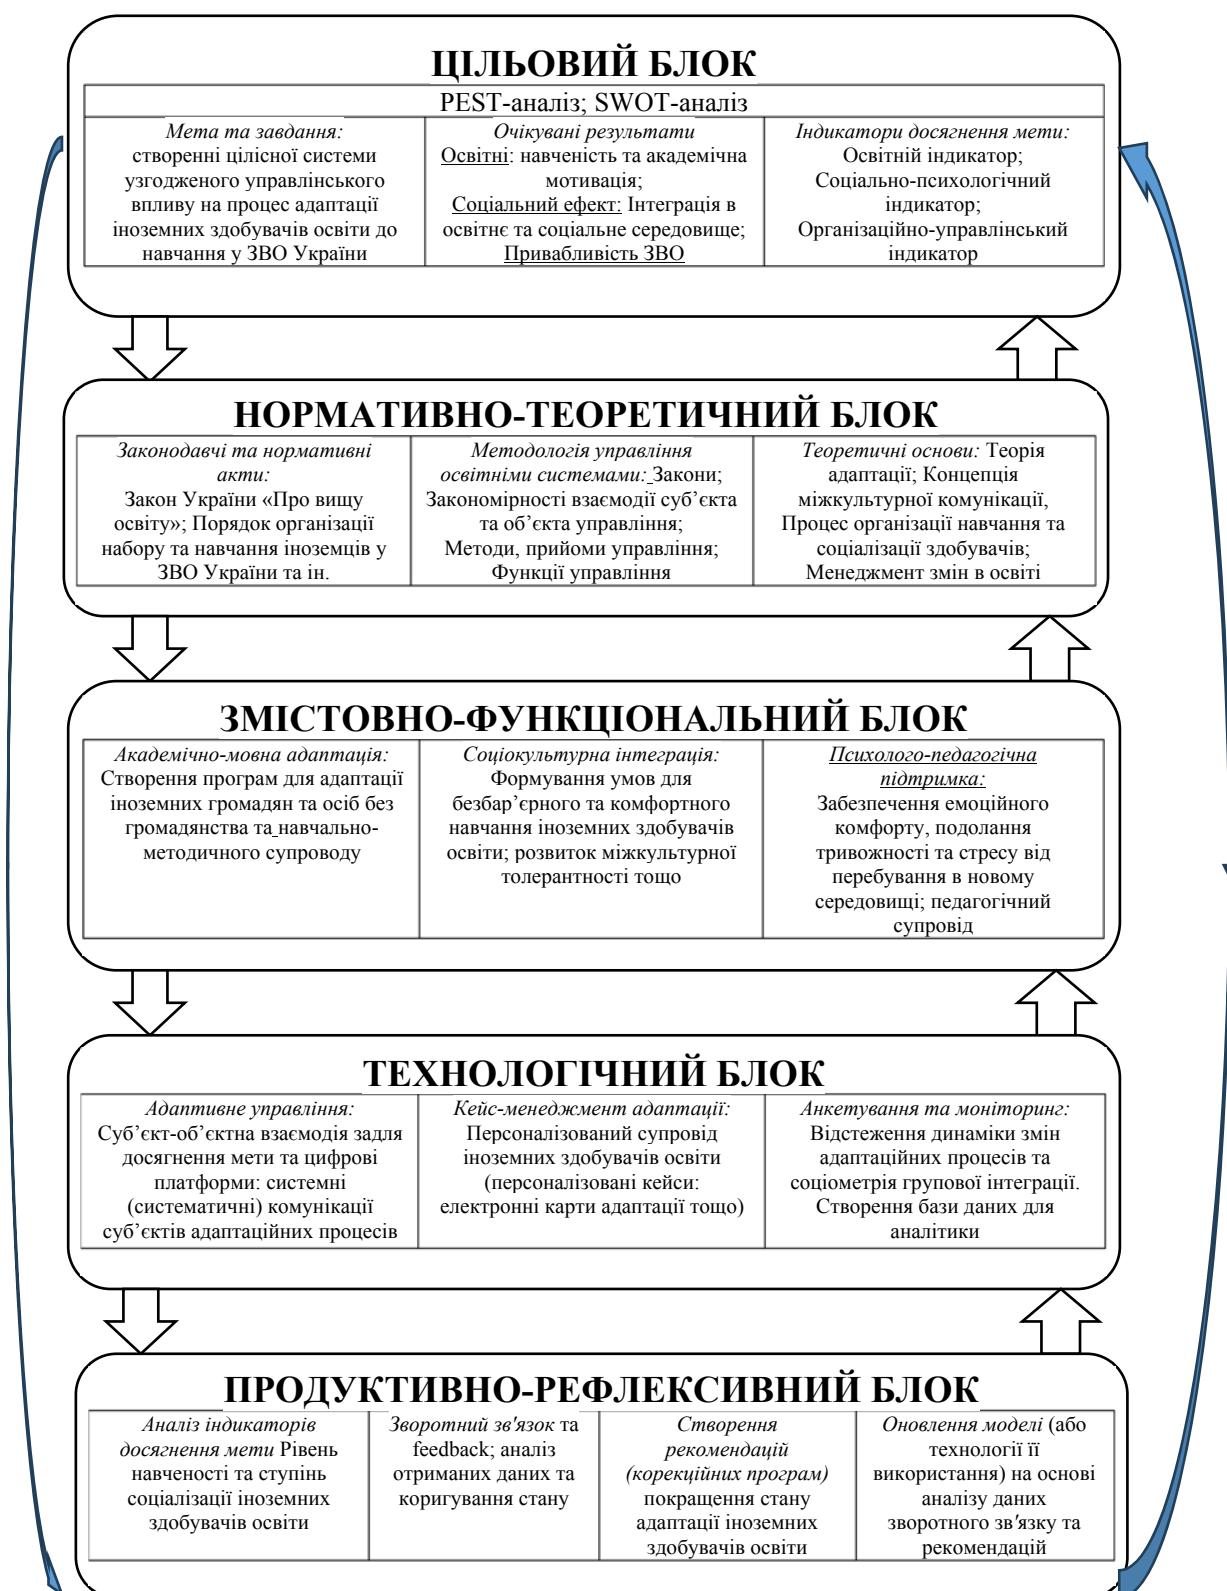 ЦІЛЬОВИЙ БЛОК
PEST-аналіз; SWOT-аналіз
Мета та завдання:
створенні цілісної системи
узгодженого управлінського
впливу на процес адаптації
іноземних здобувачів освіти до
навчання у ЗВО України
Очікувані результати
Освітні: навченість та академічна
мотивація;
Соціальний ефект: Інтеграція в
освітнє та соціальне середовище;
Привабливість ЗВО
Індикатори досягнення мети:
Освітній індикатор;
Соціально-психологічний
індикатор;
Організаційно-управлінський
індикатор
НОРМАТИВНО-ТЕОРЕТИЧНИЙ БЛОК
Законодавчі та нормативні
акти:
Закон України «Про вищу
освіту»; Порядок організації
набору та навчання іноземців у
ЗВО України та ін.
Методологія управління
освітніми системами: Закони;
Закономірності взаємодії суб’єкта
та об’єкта управління;
Методи, прийоми управління;
Функції управління
Теоретичні основи: Теорія
адаптації; Концепція
міжкультурної комунікації,
Процес організації навчання та
соціалізації здобувачів;
Менеджмент змін в освіті
ЗМІСТОВНО-ФУНКЦІОНАЛЬНИЙ БЛОК
Академічно-мовна адаптація:
Створення програм для адаптації
іноземних громадян та осіб без
громадянства та навчально-
методичного супроводу
Соціокультурна інтеграція:
Формування умов для
безбар’єрного та комфортного
навчання іноземних здобувачів
освіти; розвиток міжкультурної
толерантності тощо
Психолого-педагогічна
підтримка:
Забезпечення емоційного
комфорту, подолання
тривожності та стресу від
перебування в новому
середовищі; педагогічний
супровід
ТЕХНОЛОГІЧНИЙ БЛОК
Адаптивне управління:
Суб’єкт-об’єктна взаємодія задля
досягнення мети та цифрові
платформи: системні
(систематичні) комунікації
суб’єктів адаптаційних процесів
Кейс-менеджмент адаптації:
Персоналізований супровід
іноземних здобувачів освіти
(персоналізовані кейси:
електронні карти адаптації тощо)
Анкетування та моніторинг:
Відстеження динаміки змін
адаптаційних процесів та
соціометрія групової інтеграції.
Створення бази даних для
аналітики
ПРОДУКТИВНО-РЕФЛЕКСИВНИЙ БЛОК
Аналіз індикаторів
досягнення мети Рівень
навченості та ступінь
соціалізації іноземних
здобувачів освіти
Зворотний зв'язок та
feedback; аналіз
отриманих даних та
коригування стану
Створення
рекомендацій
(корекційних програм)
покращення стану
адаптації іноземних
здобувачів освіти
Оновлення моделі (або
технології її
використання) на основі
аналізу даних
зворотного зв'язку та
рекомендацій